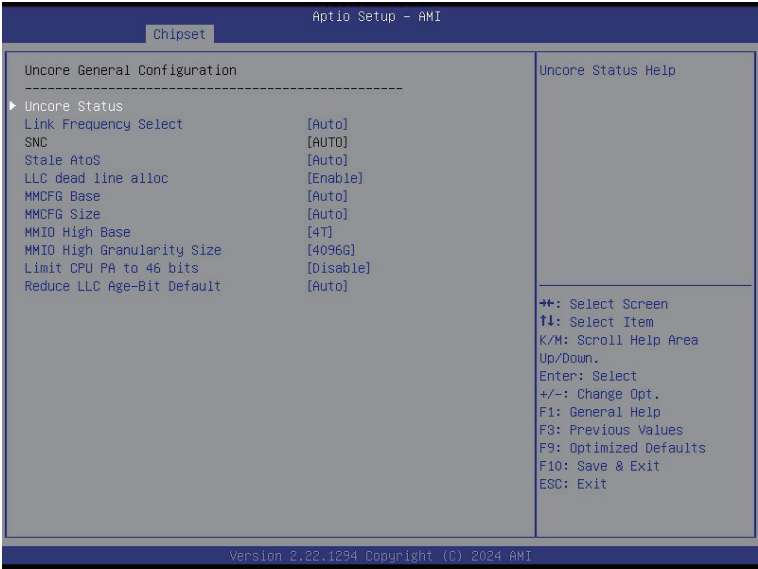 Aptio Setup – AMI
Chipset
Uncore General Configuration
--------------------------------------------------
Uncore Status
Link Frequency Select [Auto]
SNC [AUTO]
Stale AtoS [Auto]
LLC dead line alloc [Enable]
MMCFG Base [Auto]
MMCFG Size [Auto]
MMIO High Base [4T]
MMIO High Granularity Size [4096G]
Limit CPU PA to 46 bits [Disable]
Reduce LLC Age-Bit Default [Auto]
Uncore Status Help
→←: Select Screen
↑↓: Select Item
K/M: Scroll Help Area
Up/Down.
Enter: Select
+/-: Change Opt.
F1: General Help
F3: Previous Values
F9: Optimized Defaults
F10: Save & Exit
ESC: Exit
Version 2.22.1294 Copyright (C) 2024 AMI